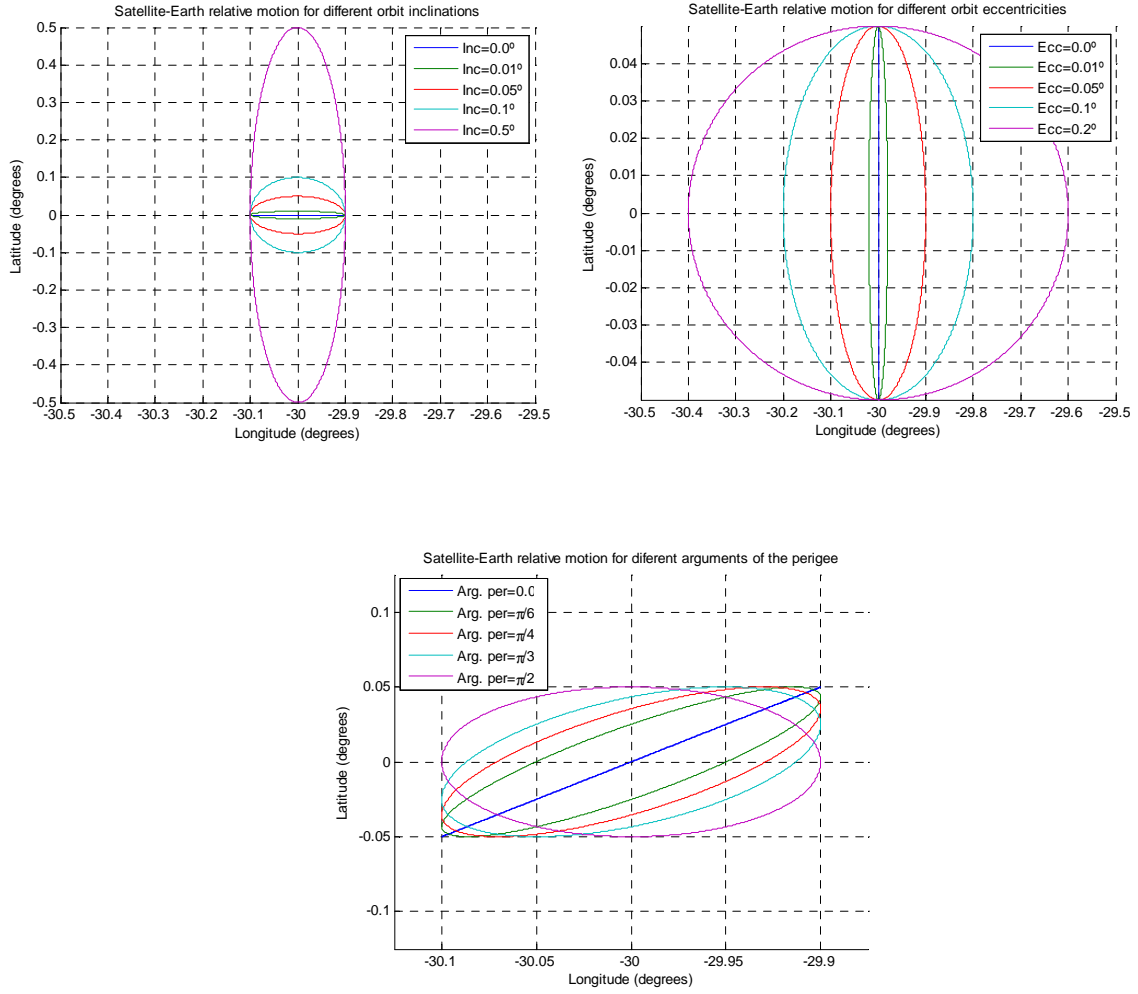 Satellite-Earth relative motion for different orbit inclinations
Inc=0.0º
Inc=0.01º
Inc=0.05º
Inc=0.1º
Inc=0.5º
0.5
0.4
0.3
0.2
0.1
0
-0.1
-0.2
-0.3
-0.4
-0.5
Latitude (degrees)
-30.5 -30.4 -30.3 -30.2 -30.1 -30 -29.9 -29.8 -29.7 -29.6 -29.5
Longitude (degrees)
Satellite-Earth relative motion for different orbit eccentricities
Ecc=0.0º
Ecc=0.01º
Ecc=0.05º
Ecc=0.1º
Ecc=0.2º
0.04
0.03
0.02
0.01
0
-0.01
-0.02
-0.03
-0.04
Latitude (degrees)
-30.5 -30.4 -30.3 -30.2 -30.1 -30 -29.9 -29.8 -29.7 -29.6 -29.5
Longitude (degrees)
Satellite-Earth relative motion for diferent arguments of the perigee
Arg. per=0.0
Arg. per=π/6
Arg. per=π/4
Arg. per=π/3
Arg. per=π/2
0.1
0.05
0
-0.05
-0.1
Latitude (degrees)
-30.1 -30.05 -30 -29.95 -29.9
Longitude (degrees)